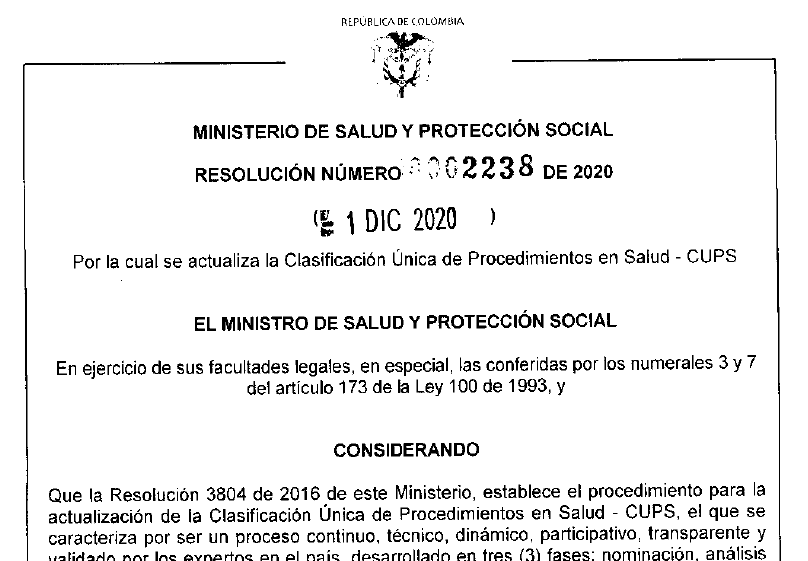 REPÚBLICA DE COLOMBIA
MINISTERIO DE SALUD Y PROTECCIÓN SOCIAL
RESOLUCIÓN NÚMERO 0002238 DE 2020
( 1 DIC 2020 )
Por la cual se actualiza la Clasificación Única de Procedimientos en Salud - CUPS
EL MINISTRO DE SALUD Y PROTECCIÓN SOCIAL
En ejercicio de sus facultades legales, en especial, las conferidas por los numerales 3 y 7
del artículo 173 de la Ley 100 de 1993, y
CONSIDERANDO
Que la Resolución 3804 de 2016 de este Ministerio, establece el procedimiento para la
actualización de la Clasificación Única de Procedimientos en Salud - CUPS, el que se
caracteriza por ser un proceso continuo, técnico, dinámico, participativo, transparente y
validado por los expertos en el país, desarrollado en tres (3) fases: nominación, análisis